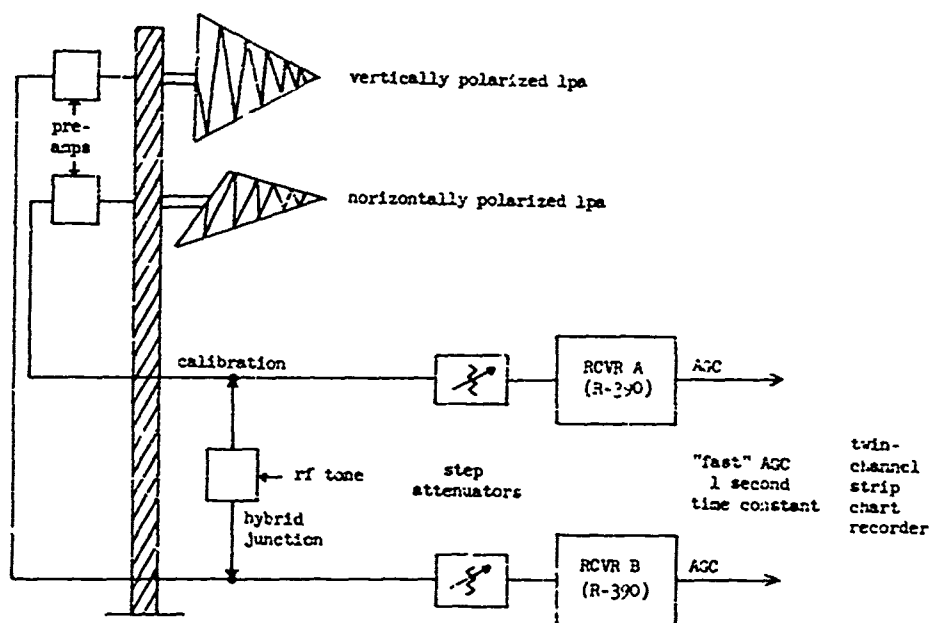 vertically polarized lpa
pre-
amps
norizontally polarized lpa
calibration
RCVR A
(R-390)
AGC
rf tone
step
attenuators
"fast" AGC
1 second
time constant
twin-
channel
strip
chart
recorder
hybrid
junction
RCVR B
(R-390)
AGC